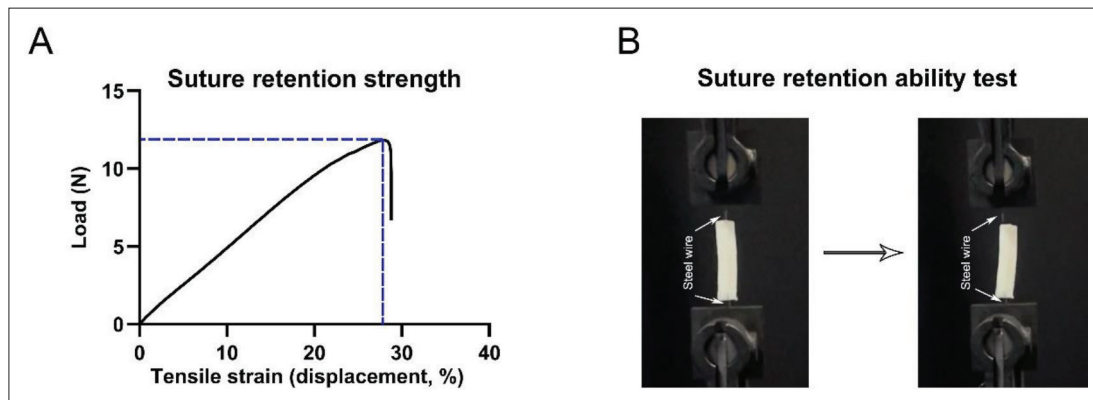 A
Suture retention strength
15
10
5
0
Load (N)
0 10 20 30 40
Tensile strain (displacement, %)
B
Suture retention ability test
Steel wire
Steel wire